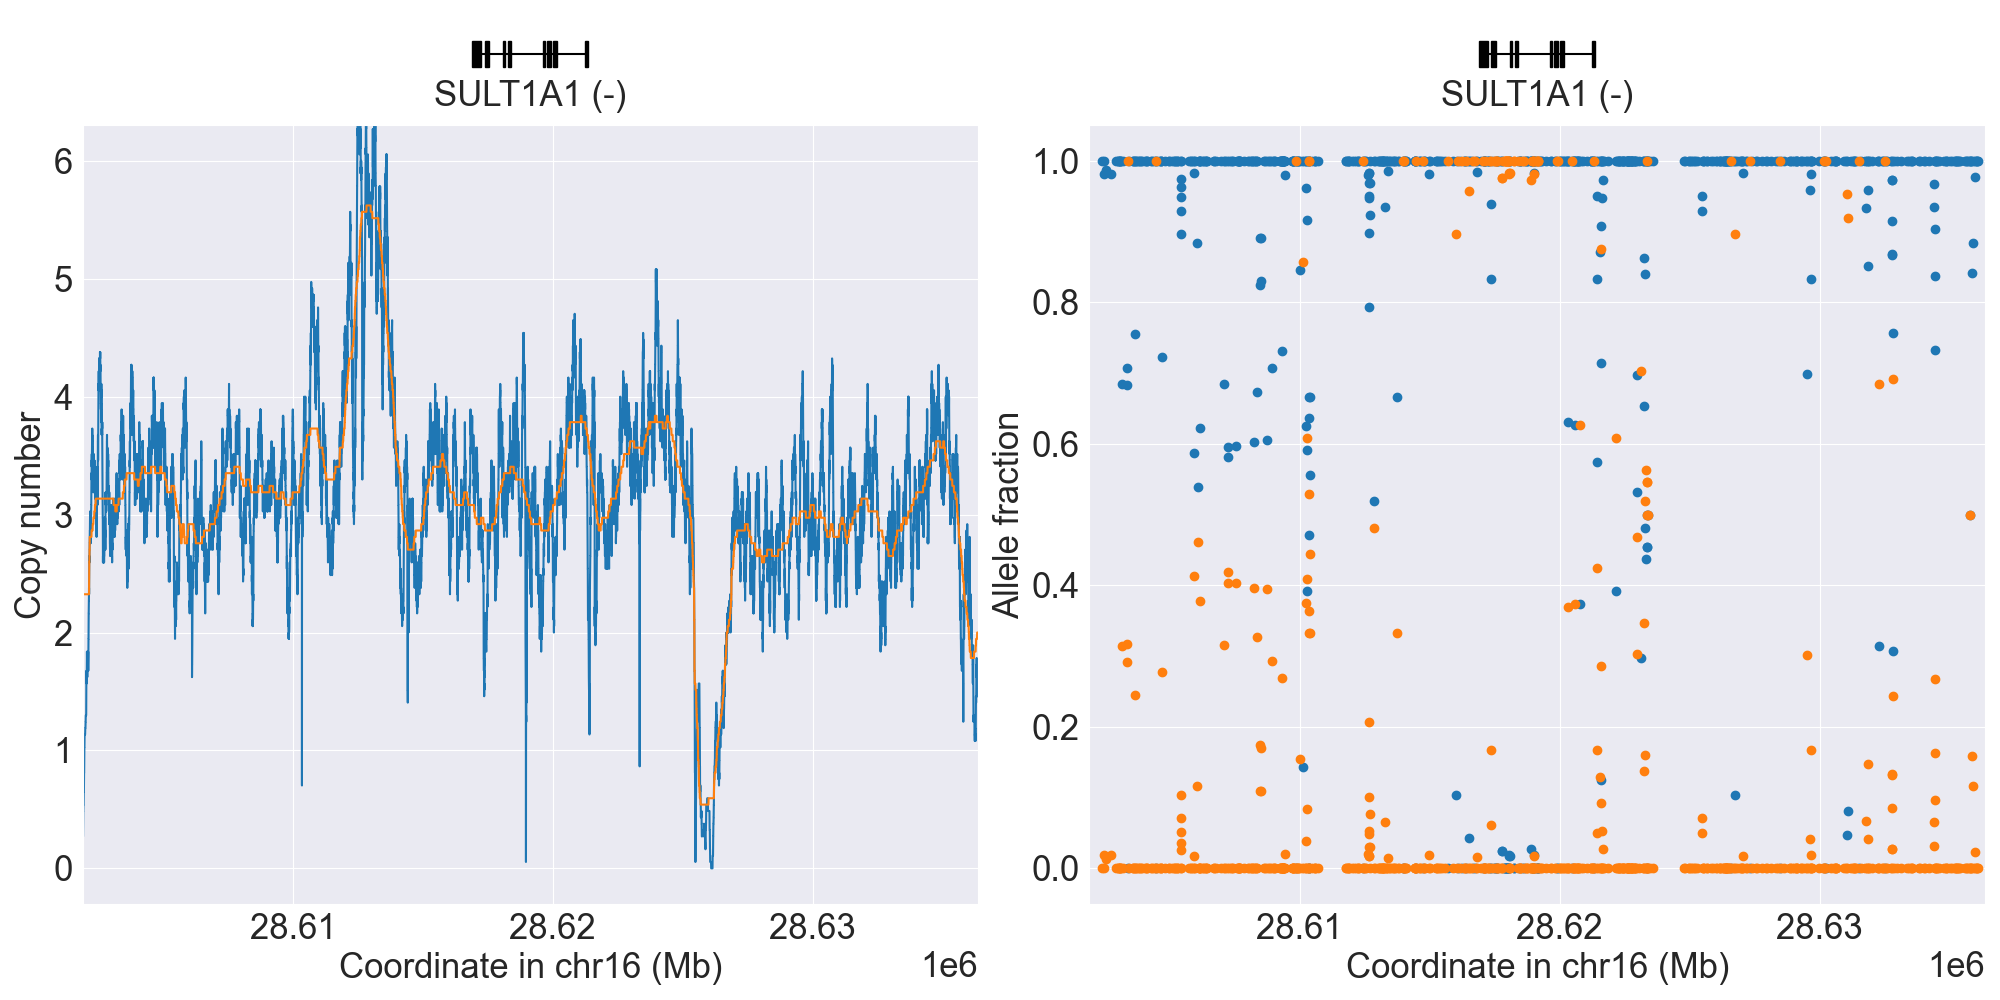 SULT1A1 (-)
6
5
4
3
2
1
0
Copy number
28.61
28.62
28.63
1e6
Coordinate in chr16 (Mb)
SULT1A1 (-)
1.0
0.8
0.6
0.4
0.2
0.0
Allele fraction
28.61
28.62
28.63
1e6
Coordinate in chr16 (Mb)